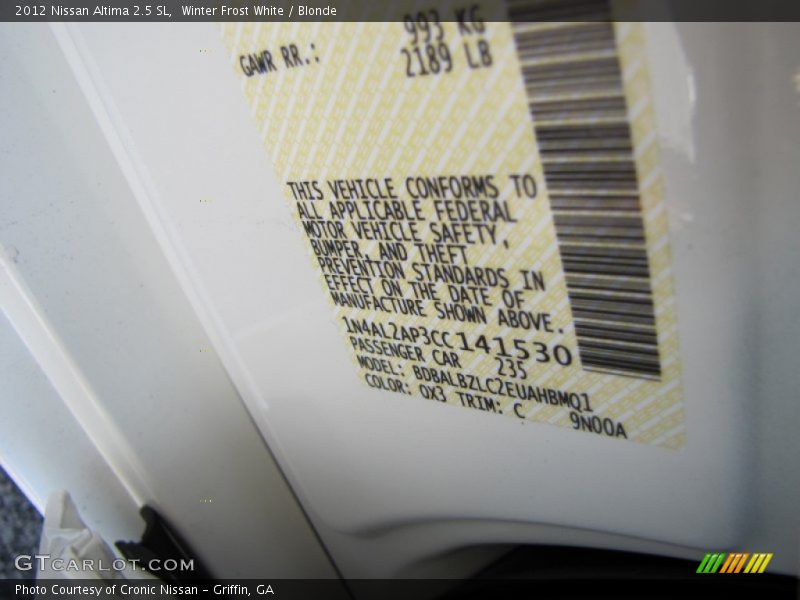 2012 Nissan Altima 2.5 SL, Winter Frost White / Blonde
993 KG
GAWR RR.: 2189 LB
THIS VEHICLE CONFORMS TO
ALL APPLICABLE FEDERAL
MOTOR VEHICLE SAFETY,
BUMPER, AND THEFT
PREVENTION STANDARDS IN
EFFECT ON THE DATE OF
MANUFACTURE SHOWN ABOVE.
1N4AL2AP3CC141530
PASSENGER CAR 235
MODEL: BDBALBZLC2EUAHBMQ1
COLOR: QX3 TRIM: C 9N00A
GTCARLOT.COM
Photo Courtesy of Cronic Nissan - Griffin, GA